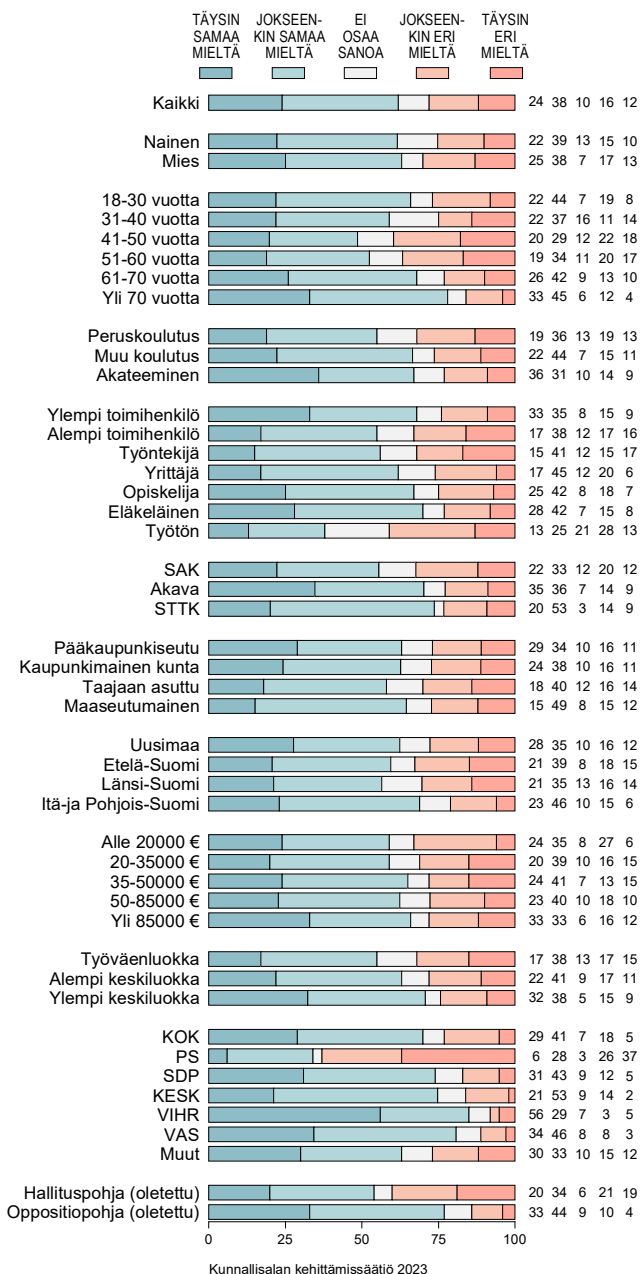 TÄYSIN SAMAA MIELTÄ
JOKSEEN-KIN SAMAA MIELTÄ
EI OSAA SANOA
JOKSEEN-KIN ERI MIELTÄ
TÄYSIN ERI MIELTÄ
Kaikki 24 38 10 16 12
Nainen 22 39 13 15 10
Mies 25 38 7 17 13
18-30 vuotta 22 44 7 19 8
31-40 vuotta 22 37 16 11 14
41-50 vuotta 20 29 12 22 18
51-60 vuotta 19 34 11 20 17
61-70 vuotta 26 42 9 13 10
Yli 70 vuotta 33 45 6 12 4
Peruskoulutus 19 36 13 19 13
Muu koulutus 22 44 7 15 11
Akateeminen 36 31 10 14 9
Ylempi toimihenkilö 33 35 8 15 9
Alempi toimihenkilö 17 38 12 17 16
Työntekijä 15 41 12 15 17
Yrittäjä 17 45 12 20 6
Opiskelija 25 42 8 18 7
Eläkeläinen 28 42 7 15 8
Työtön 13 25 21 28 13
SAK 22 33 12 20 12
Akava 35 36 7 14 9
STTK 20 53 3 14 9
Pääkaupunkiseutu 29 34 10 16 11
Kaupunkimainen kunta 24 38 10 16 11
Taajaan asuttu 18 40 12 16 14
Maaseutumainen 15 49 8 15 12
Uusimaa 28 35 10 16 12
Etelä-Suomi 21 39 8 18 15
Länsi-Suomi 21 35 13 16 14
Itä-ja Pohjois-Suomi 23 46 10 15 6
Alle 20000 € 24 35 8 27 6
20-35000 € 20 39 10 16 15
35-50000 € 24 41 7 13 15
50-85000 € 23 40 10 18 10
Yli 85000 € 33 33 6 16 12
Työväenluokka 17 38 13 17 15
Alempi keskiluokka 22 41 9 17 11
Ylempi keskiluokka 32 38 5 15 9
KOK 29 41 7 18 5
PS 6 28 3 26 37
SDP 31 43 9 12 5
KESK 21 53 9 14 2
VIHR 56 29 7 3 5
VAS 34 46 8 8 3
Muut 30 33 10 15 12
Hallituspohja (oletettu) 20 34 6 21 19
Oppositiopohja (oletettu) 33 44 9 10 4
0 25 50 75 100
Kunnallisalan kehittämissäätiö 2023